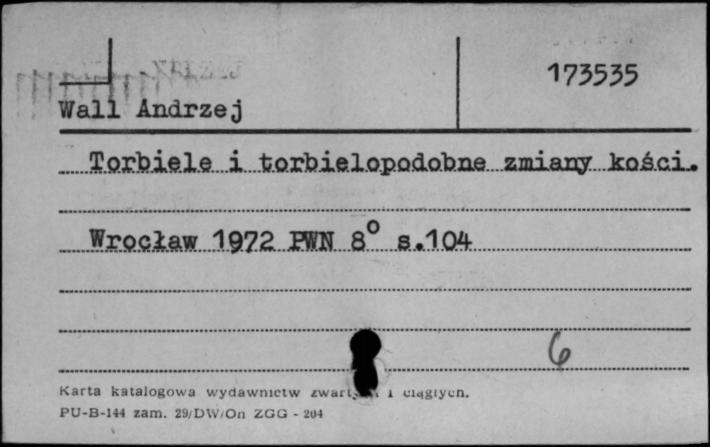 173535
Wall Andrzej
Torbiele i torbielopodobne zmiany kości.
Wrocław 1972 PWN 8° s.104
6
Karta katalogowa wydawnictw i ciągłych.
PU-B-144 zam. 29/DW/On ZGG - 204